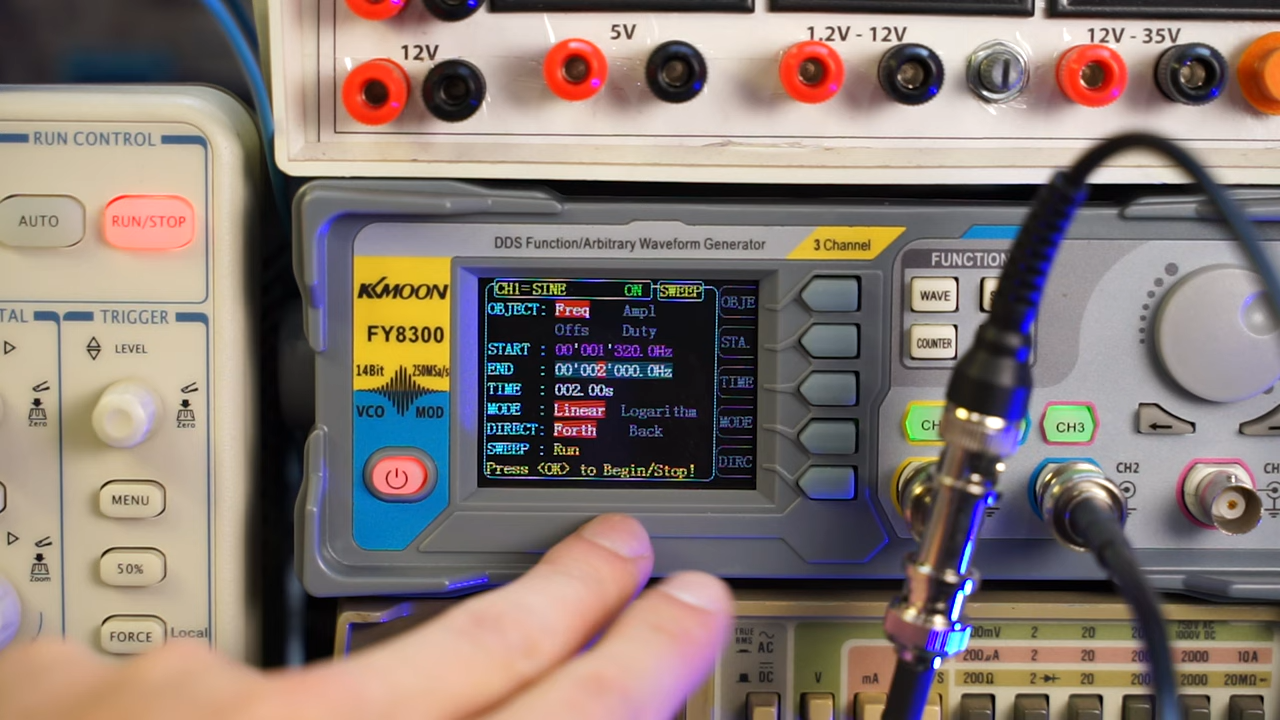 12V
5V
1.2V - 12V
12V - 35V
RUN CONTROL
AUTO
RUN/STOP
TRIGGER
LEVEL
Zero
Zero
MENU
50%
Zoom
FORCE
Local
DDS Function/Arbitrary Waveform Generator
3 Channel
KKMOON
FY8300
14Bit
250MSa/s
VCO
MOD
CH1=SINE ON SWEEP
OBJECT: Freq Ampl
Offs Duty
START : 00'001'320.0Hz
END : 00'002'000.0Hz
TIME : 002.00s
MODE : Linear Logarithm
DIRECT: Forth Back
SWEEP : Run
Press <OK> to Begin/Stop!
OBJE
STA.
TIME
MODE
DIRC
WAVE
COUNTER
CH3
CH2
TRUE
RMS
AC
DC
V
mA
2 20
1000V DC
200µA 2 20 2000 10A
200Ω 2 20 2000 20MΩ